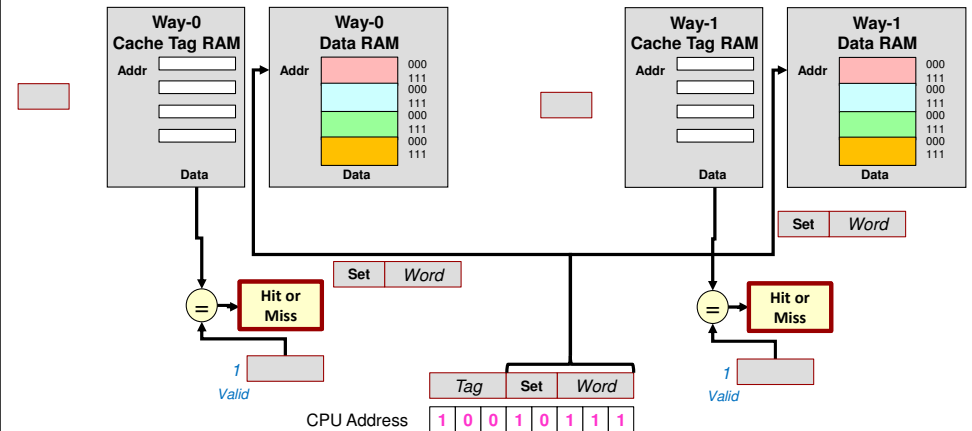 Way-0
Cache Tag RAM
Addr
Data
Way-0
Data RAM
Addr
000
111
000
111
000
111
000
111
Data
Way-1
Cache Tag RAM
Addr
Data
Way-1
Data RAM
Addr
000
111
000
111
000
111
000
111
Data
Set Word
Set Word
=
Hit or
Miss
=
Hit or
Miss
1
Valid
1
Valid
Tag Set Word
CPU Address 1 0 0 1 0 1 1 1